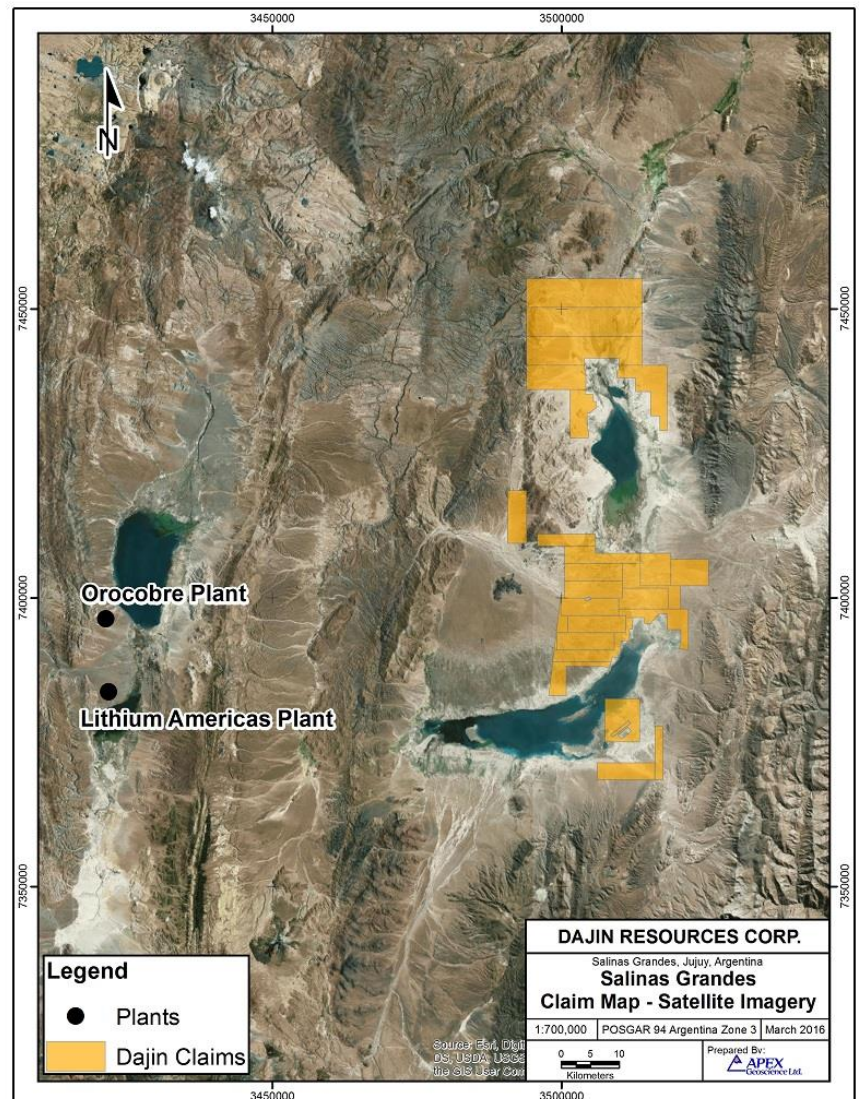 3450000
3500000
N
7450000
7450000
Orocobre Plant
7400000
7400000
Lithium Americas Plant
7350000
7350000
Legend
Plants
Dajin Claims
Source: Esri, Digit
DS, USDA, USGS
the GIS User Com
DAJIN RESOURCES CORP.
Salinas Grandes, Jujuy, Argentina
Salinas Grandes
Claim Map - Satellite Imagery
1:700,000 POSGAR 94 Argentina Zone 3 March 2016
0 5 10
Kilometers
Prepared By:
APEX
Geoscience Ltd.
3450000
3500000